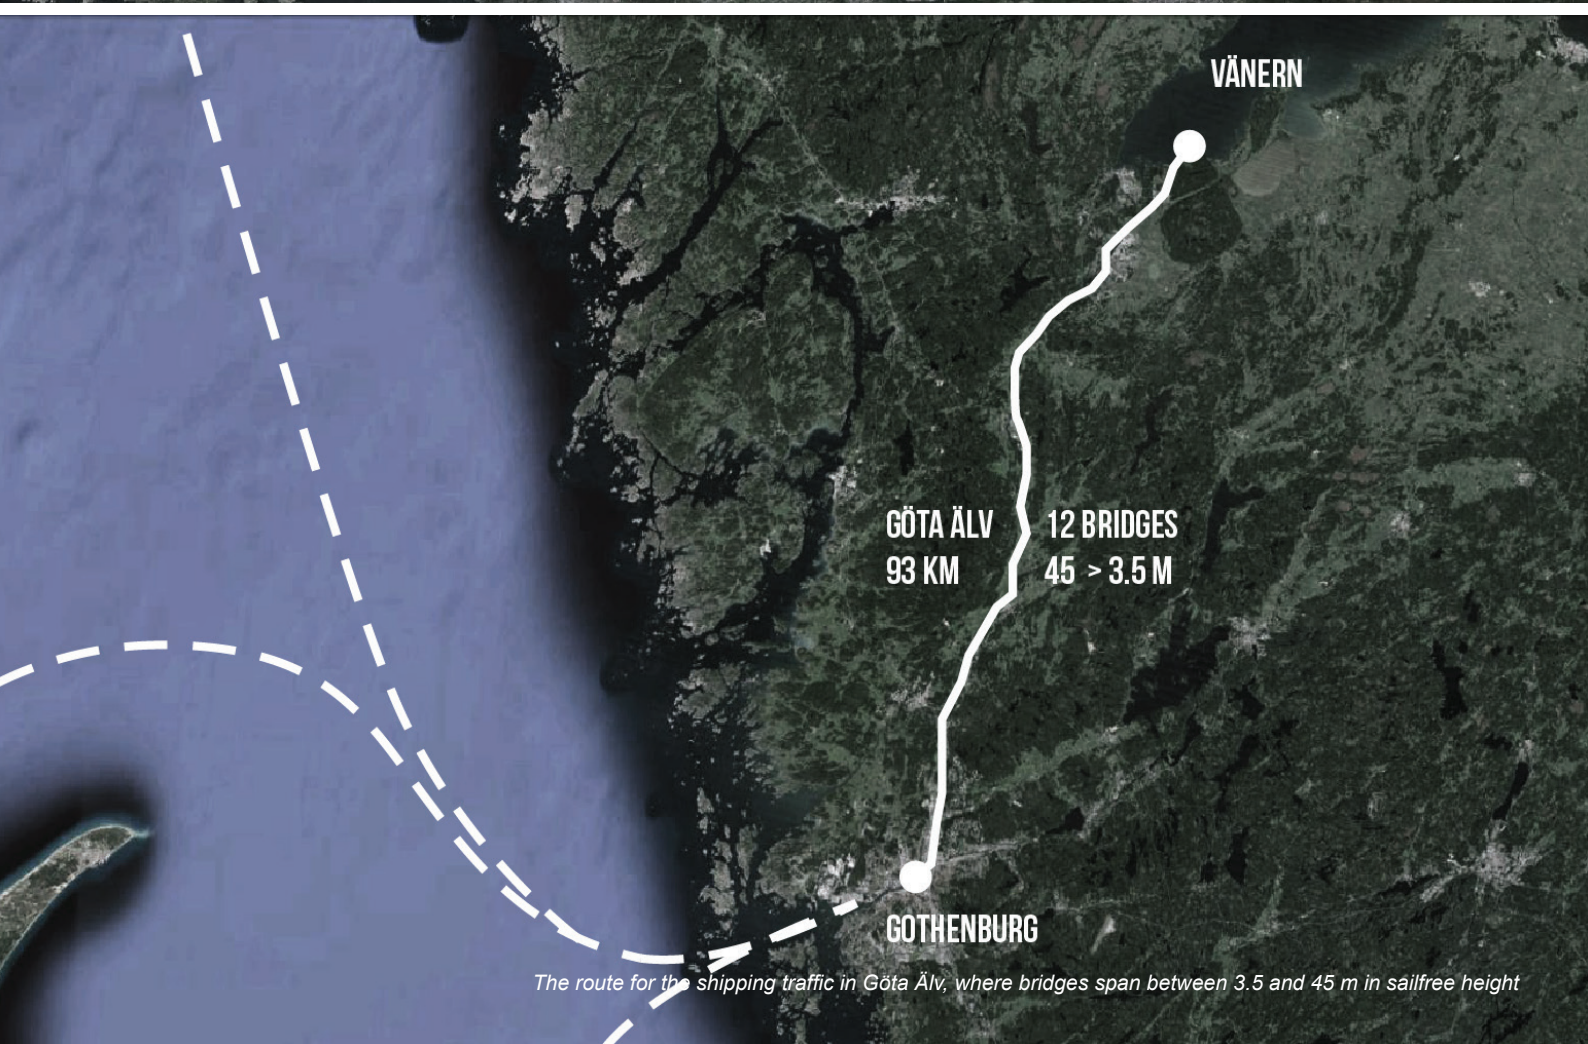 VÄNERN
GÖTA ÄLV
93 KM
12 BRIDGES
45 > 3.5 M
GOTHENBURG
The route for the shipping traffic in Göta Älv, where bridges span between 3.5 and 45 m in sailfree height